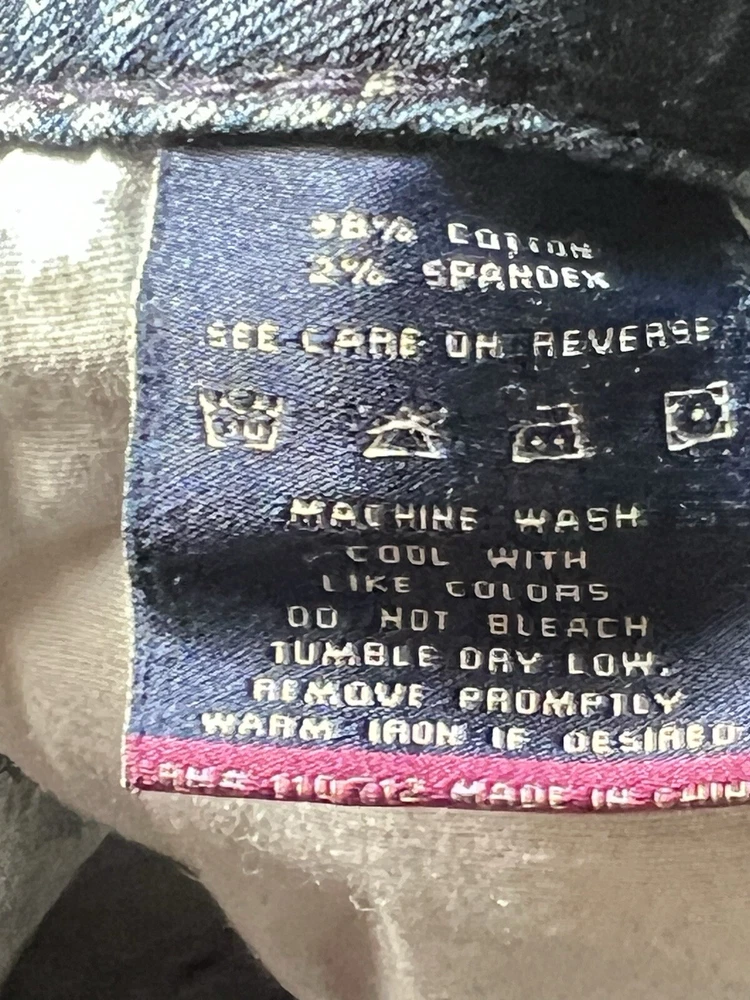 98% COTTON
2% SPANDEX
SEE CARE ON REVERSE
MACHINE WASH
COOL WITH
LIKE COLORS
DO NOT BLEACH
TUMBLE DRY LOW.
REMOVE PROMPTLY
WARM IRON IF DESIRED
MADE IN